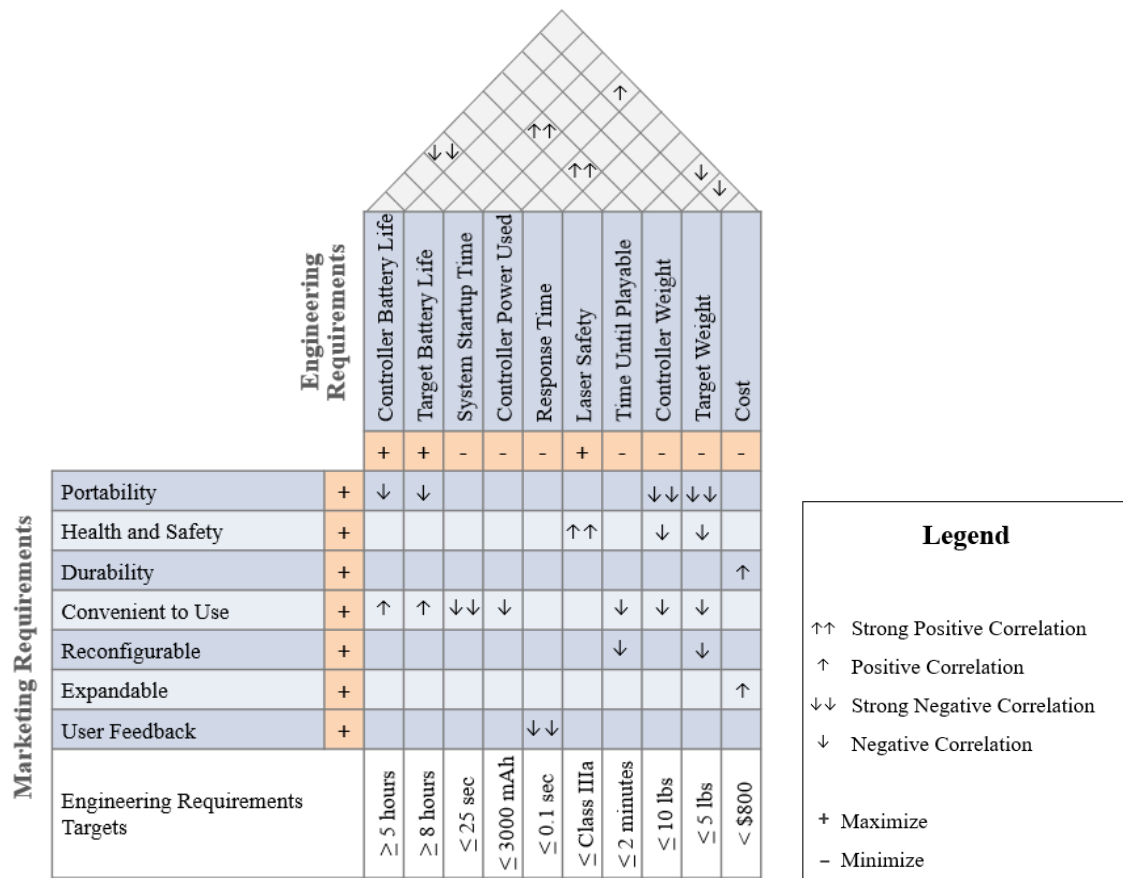 ↑
↑↑
↓↓
↑↑
↓
↓
Engineering
Requirements
Controller Battery Life
Target Battery Life
System Startup Time
Controller Power Used
Response Time
Laser Safety
Time Until Playable
Controller Weight
Target Weight
Cost
+ + - - - + - - - -
Marketing Requirements
Portability + ↓ ↓ ↓↓ ↓↓
Health and Safety + ↑↑ ↓ ↓
Durability + ↑
Convenient to Use + ↑ ↑ ↓↓ ↓ ↓ ↓ ↓
Reconfigurable + ↓ ↓
Expandable + ↑
User Feedback + ↓↓
Engineering Requirements
Targets
≥ 5 hours
≥ 8 hours
≤ 25 sec
≤ 3000 mAh
≤ 0.1 sec
≤ Class IIIa
≤ 2 minutes
≤ 10 lbs
≤ 5 lbs
< $800
Legend
↑↑ Strong Positive Correlation
↑ Positive Correlation
↓↓ Strong Negative Correlation
↓ Negative Correlation
+ Maximize
− Minimize